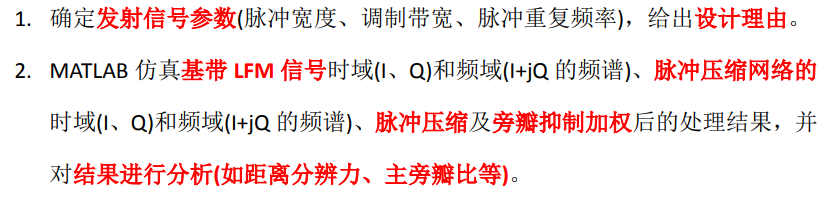 1. 确定发射信号参数(脉冲宽度、调制带宽、脉冲重复频率)，给出设计理由。
2. MATLAB 仿真基带 LFM 信号时域(I、Q)和频域(I+jQ 的频谱)、脉冲压缩网络的
时域(I、Q)和频域(I+jQ 的频谱)、脉冲压缩及旁瓣抑制加权后的处理结果，并
对结果进行分析(如距离分辨力、主旁瓣比等)。